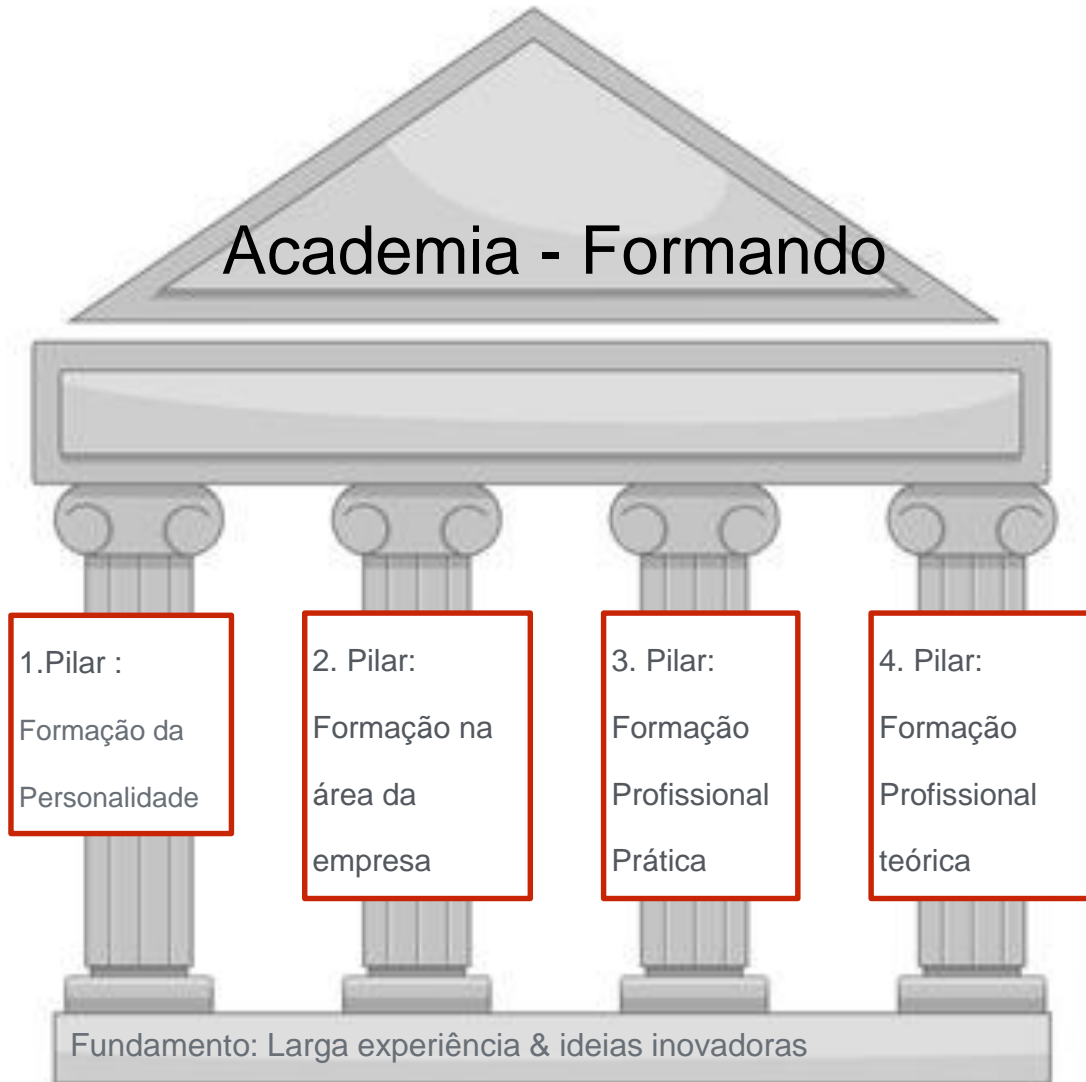 Academia - Formando
1.Pilar :
Formação da
Personalidade
2. Pilar:
Formação na
área da
empresa
3. Pilar:
Formação
Profissional
Prática
4. Pilar:
Formação
Profissional
teórica
Fundamento: Larga experiência & ideias inovadoras